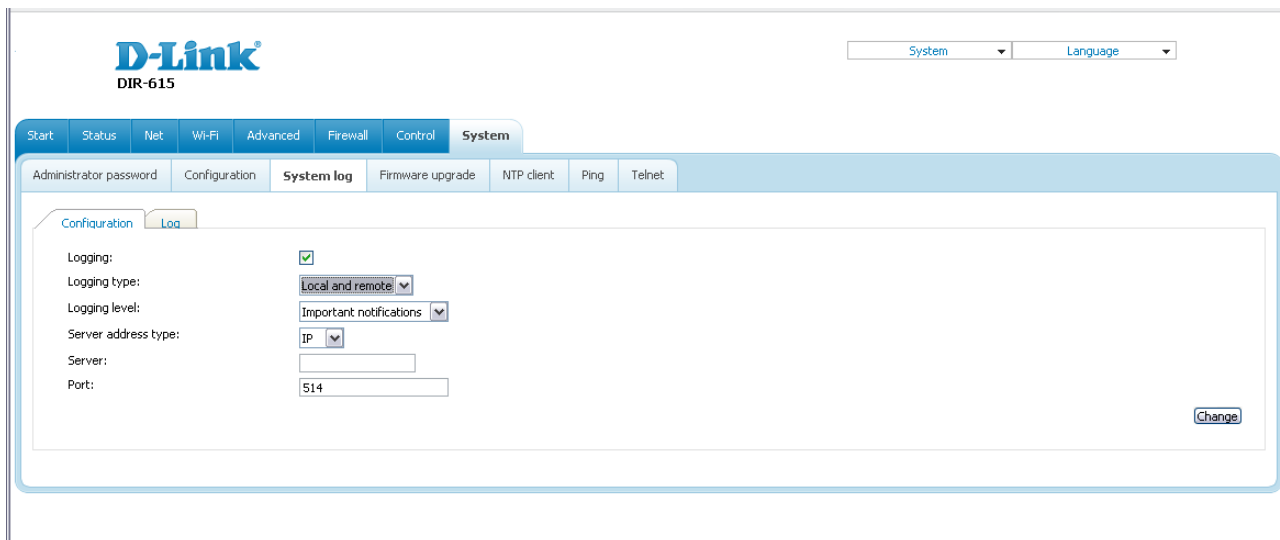 D-Link®
System Language
DIR-615
Start Status Net Wi-Fi Advanced Firewall Control System
Administrator password Configuration System log Firmware upgrade NTP client Ping Telnet
Configuration Log
Logging:
Logging type: Local and remote
Logging level: Important notifications
Server address type: IP
Server:
Port: 514
Change